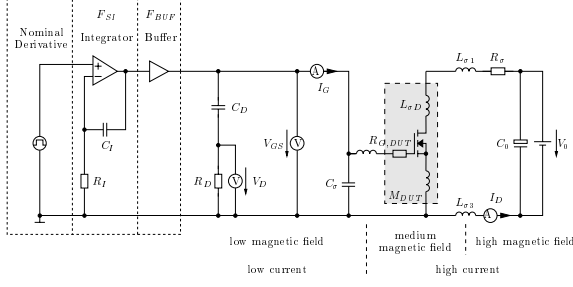 F_SI
F_BUF
Nominal
Derivative
Integrator
Buffer
C_I
R_I
C_D
R_D
V
V_D
V_GS
V
A
I_G
C_σ
R_G,DUT
L_σD
M_DUT
L_σ1
R_σ
L_σ3
A
I_D
C_0
V_0
low magnetic field
medium
magnetic field
high magnetic field
low current
high current